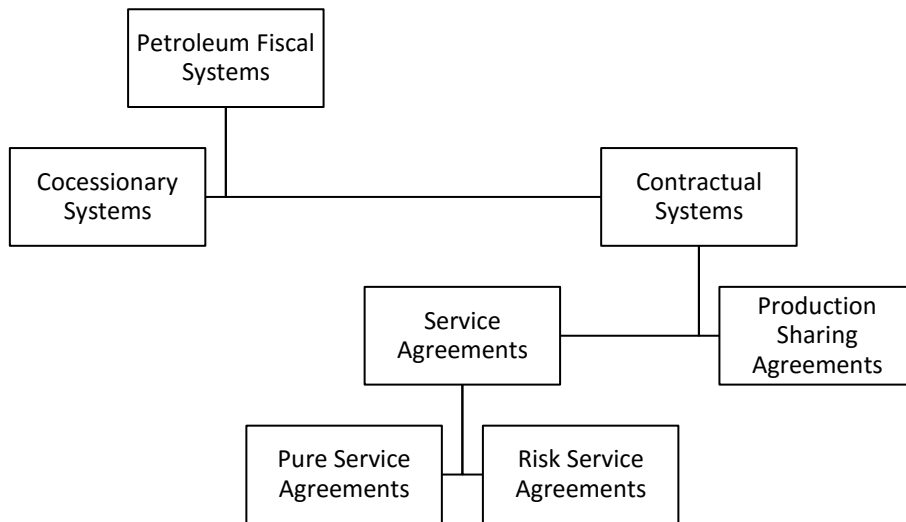 Petroleum Fiscal
Systems
Cocessionary
Systems
Contractual
Systems
Service
Agreements
Production
Sharing
Agreements
Pure Service
Agreements
Risk Service
Agreements